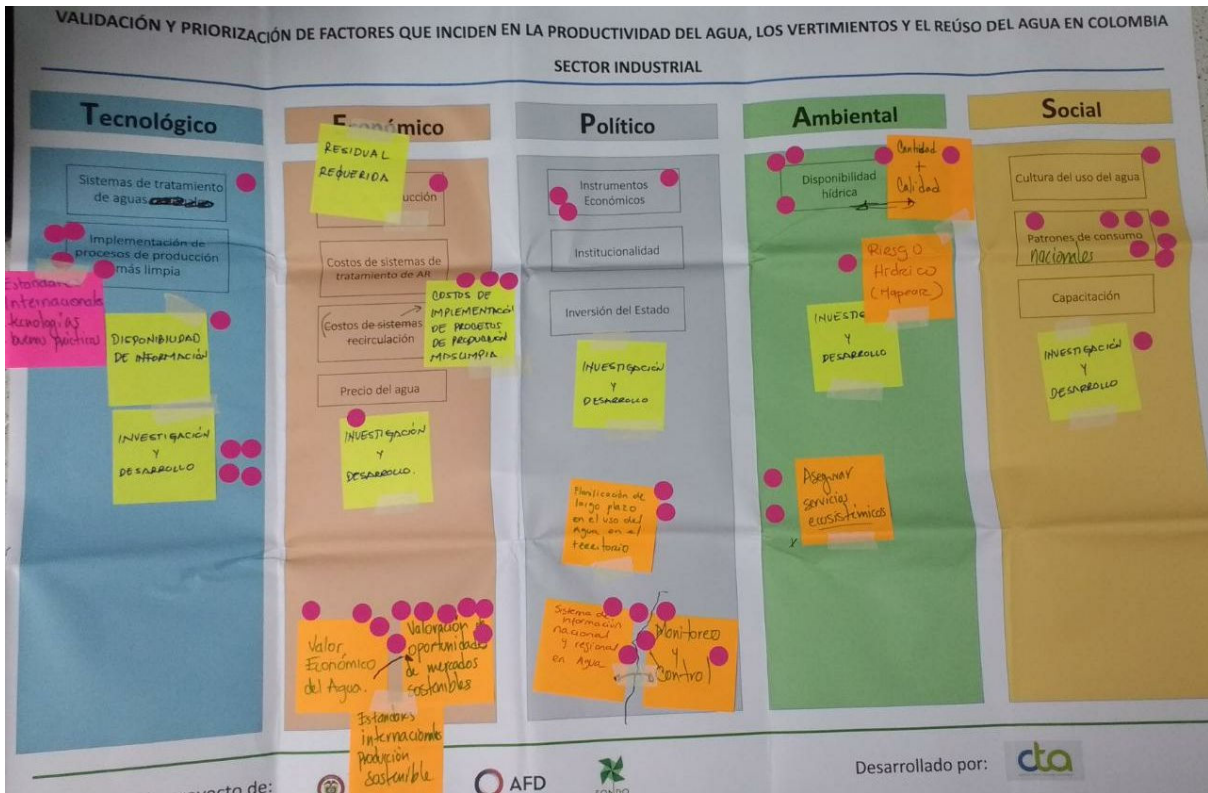 VALIDACIÓN Y PRIORIZACIÓN DE FACTORES QUE INCIDEN EN LA PRODUCTIVIDAD DEL AGUA, LOS VERTIMIENTOS Y EL REÚSO DEL AGUA EN COLOMBIA
SECTOR INDUSTRIAL
Tecnológico
Sistemas de tratamiento
de aguas
Implementación de
procesos de producción
más limpia
Internacionales
tecnologías
buenas prácticas
DISPONIBILIDAD
DE INFORMACIÓN
INVESTIGACIÓN
Y
DESARROLLO
Económico
RESIDUAL
REQUERIDA
Costos de sistemas de
tratamiento de AR
Costos de sistemas
recirculación
COSTOS DE
IMPLEMENTACIÓN
DE PROCESOS
DE PRODUCCIÓN
MÁS LIMPIA
Precio del agua
INVESTIGACIÓN
Y
DESARROLLO.
Valor
Económico
del Agua.
Valoración
oportunidades
de mercados
sostenibles
Estandares
internacionales
Producción
sostenible
Político
Instrumentos
Económicos
Institucionalidad
Inversión del Estado
INVESTIGACIÓN
Y
DESARROLLO
Planificación de
largo plazo
en el uso del
Agua en el
territorio
Sistema de
información
nacional
y regional
en Agua
Monitoreo
y
Control
Ambiental
Disponibilidad
hídrica
Cantidad
+
Calidad
Riesgo
Hídrico
INVESTIG
Y
DESARROLLO
Asegurar
servicios
ecosistémicos
Social
Cultura del uso del agua
Patrones de consumo
nacionales
Capacitación
INVESTIGACIÓN
Y
DESARROLLO
yecto de:
AFD
Desarrollado por:
cta